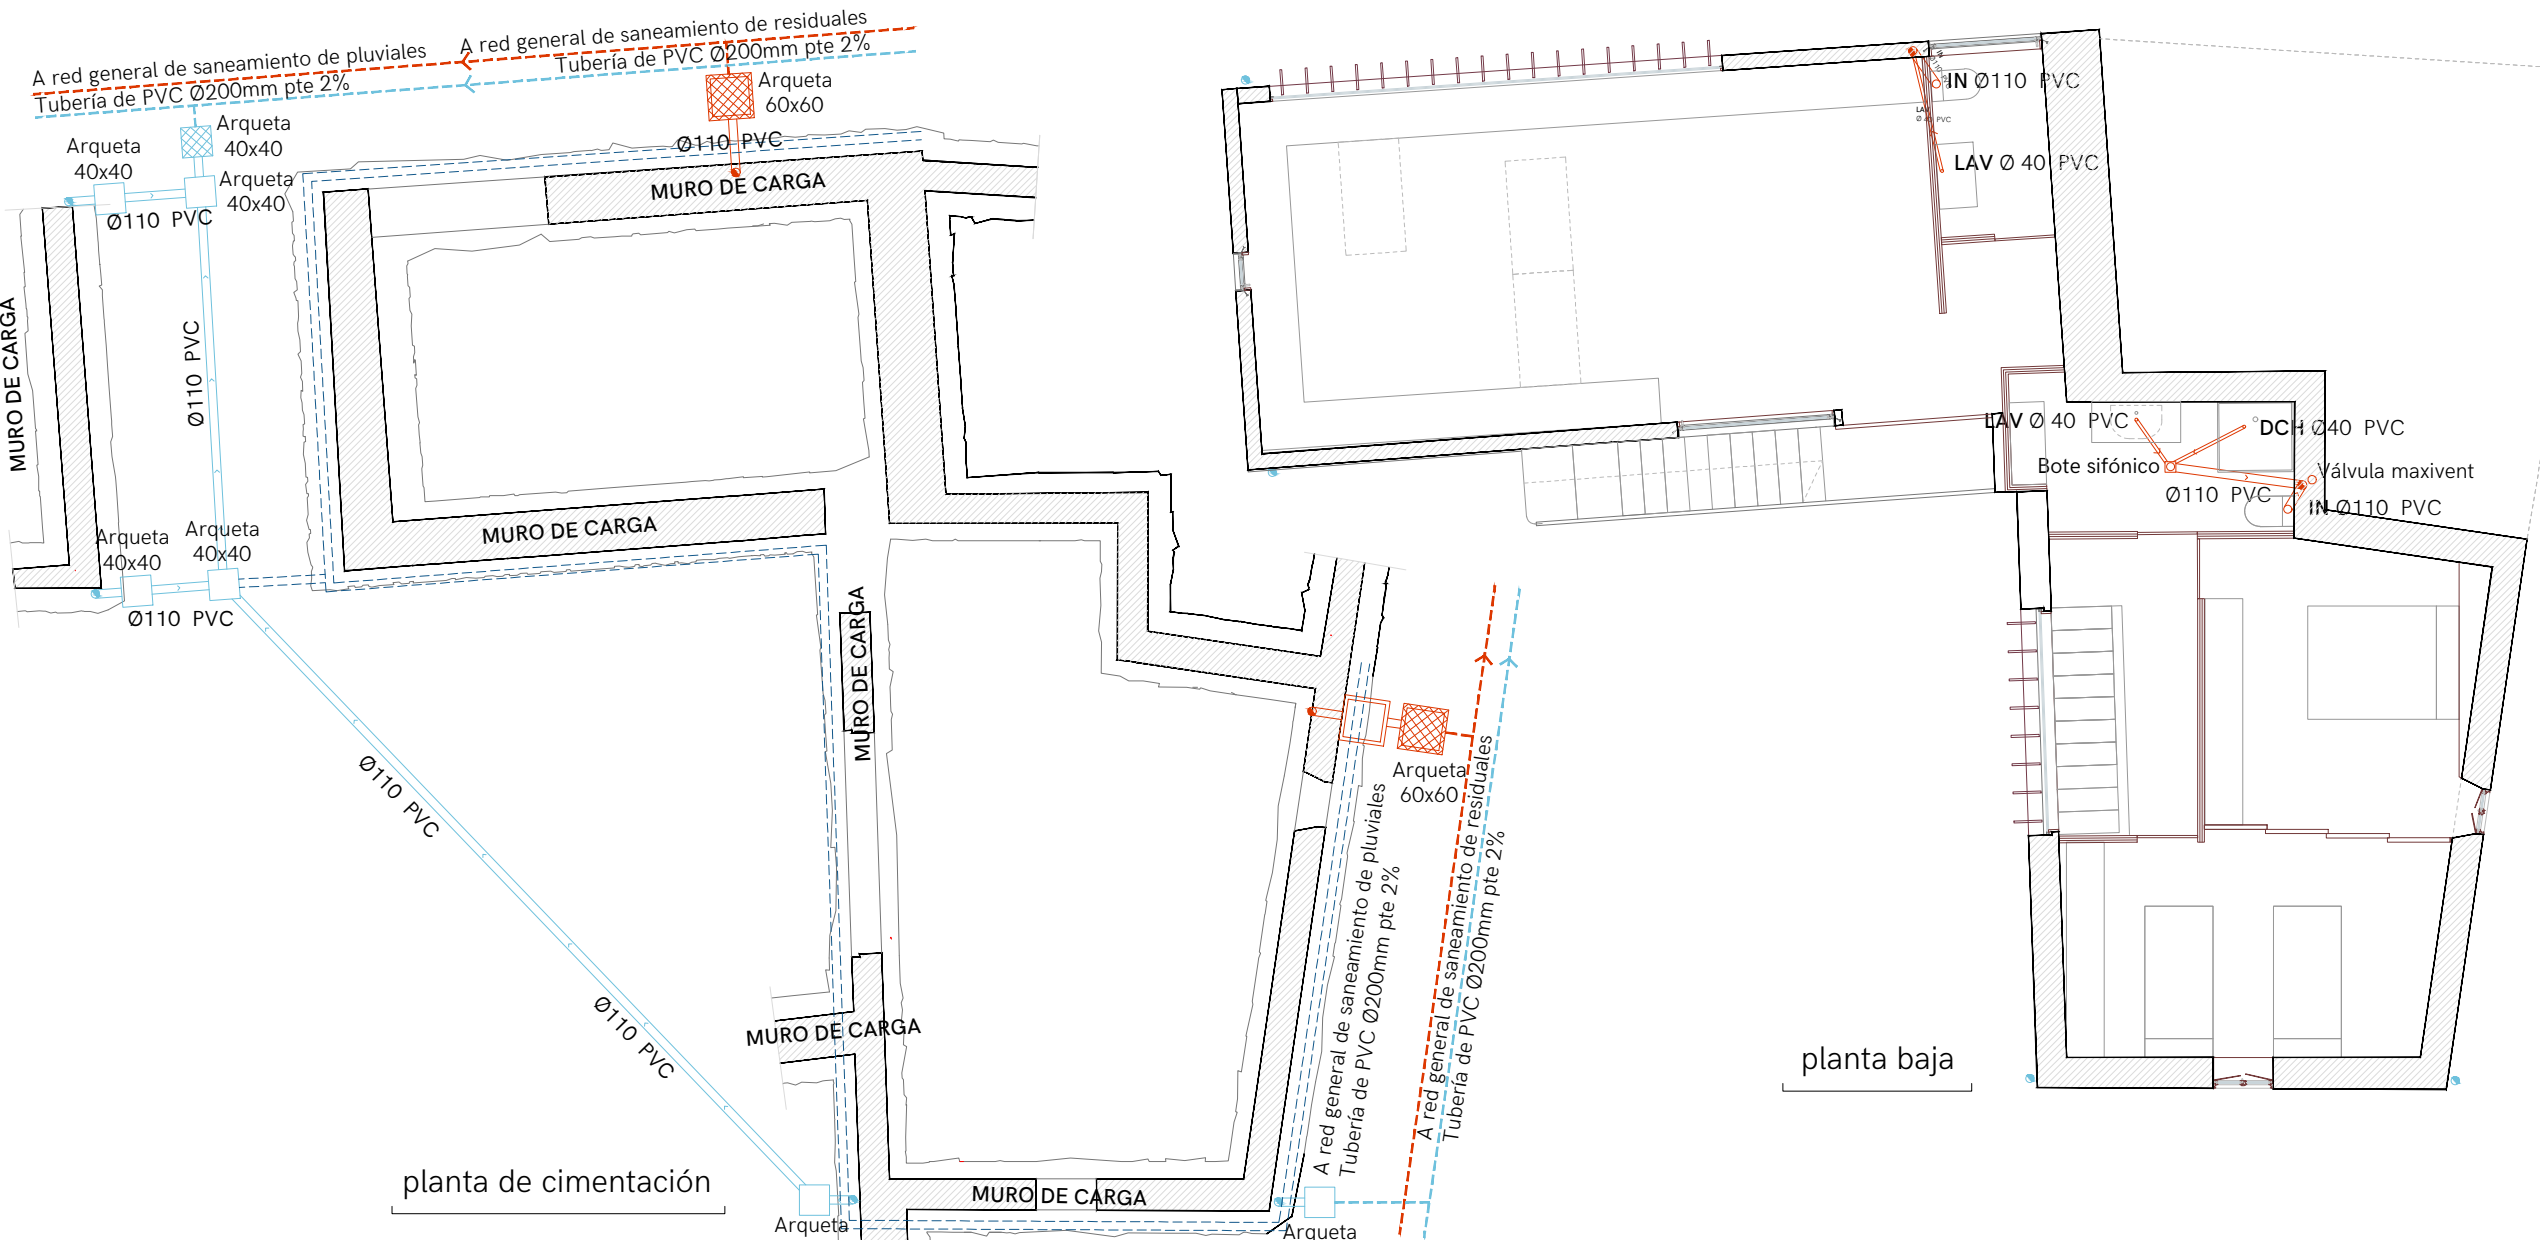 A red general de saneamiento de pluviales
Tubería de PVC Ø200mm pte 2%
A red general de saneamiento de residuales
Tubería de PVC Ø200mm pte 2%
Arqueta
60x60
Ø110 PVC
Arqueta
40x40
Arqueta
40x40
Arqueta
40x40
Ø110 PVC
MURO DE CARGA
MURO DE CARGA
Ø110 PVC
MURO DE CARGA
Arqueta
40x40
Arqueta
40x40
Ø110 PVC
MURO DE CARGA
Ø110 PVC
Ø110 PVC
MURO DE CARGA
MURO DE CARGA
Arqueta
Arqueta
Arqueta
60x60
A red general de saneamiento de pluviales
Tubería de PVC Ø200mm pte 2%
A red general de saneamiento de residuales
Tubería de PVC Ø200mm pte 2%
planta de cimentación
IN Ø110 PVC
IN
Ø110 PVC
LAV
Ø 40 PVC
LAV Ø 40 PVC
LAV Ø 40 PVC
DCH Ø40 PVC
Bote sifónico
Válvula maxivent
Ø110 PVC
IN Ø110 PVC
planta baja